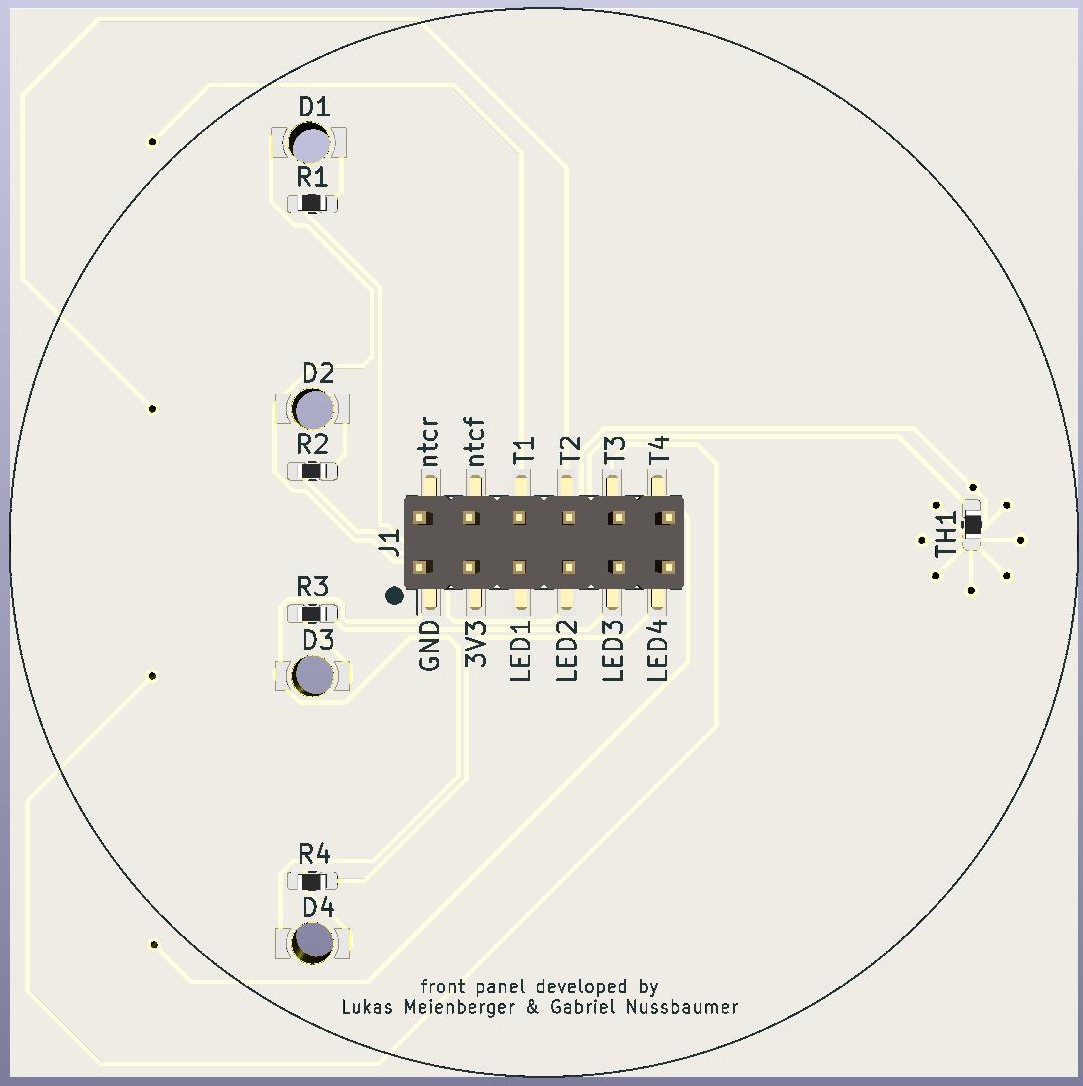 D1
R1
D2
R2
ntcr
ntcf
T1
T2
T3
T4
J1
TH1
R3
D3
GND
3V3
LED1
LED2
LED3
LED4
R4
D4
front panel developed by
Lukas Meienberger & Gabriel Nussbaumer